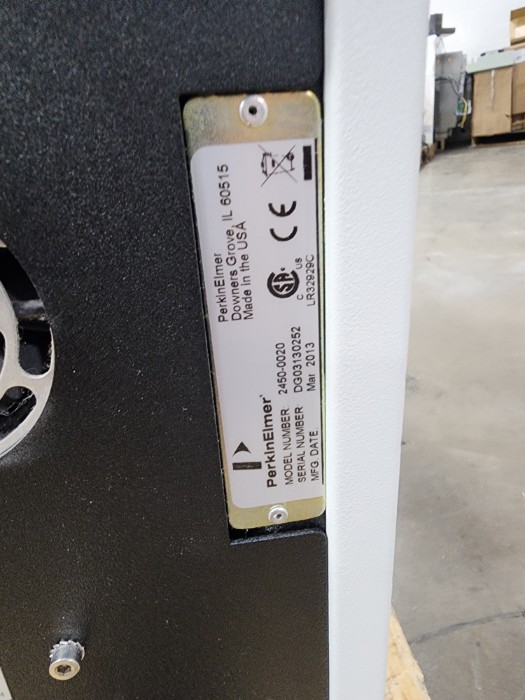 PerkinElmer
Downers Grove, IL 60515
Made in the USA
PerkinElmer
MODEL NUMBER 2450-0020
SERIAL NUMBER DG03130252
MFG. DATE Mar 2013
C US
LR32929C
CE